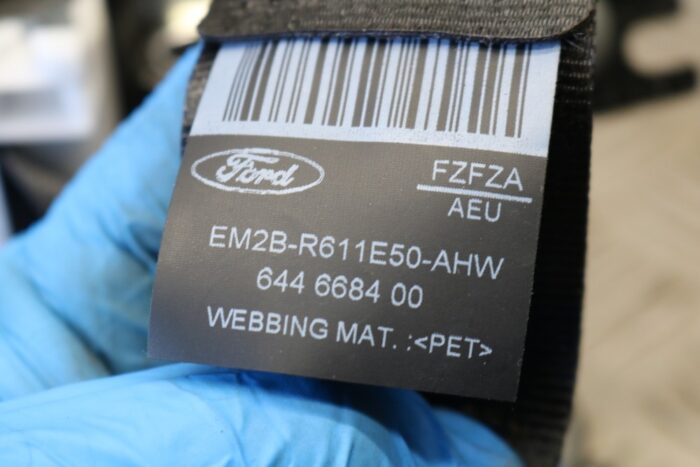 Ford
FZFZA
AEU
EM2B-R611E50-AHW
644 6684 00
WEBBING MAT. :<PET>